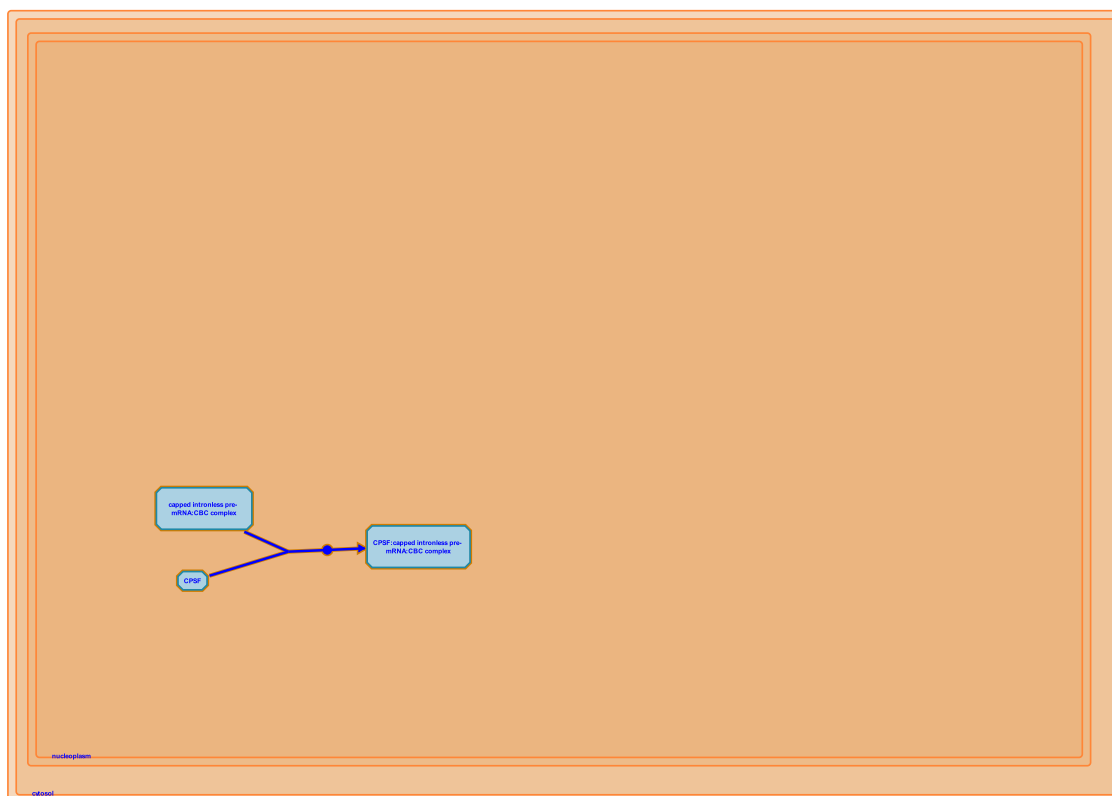 capped intronless pre-
mRNA:CBC complex
CPSF:capped intronless pre-
mRNA:CBC complex
CPSF
nucleoplasm
cytosol